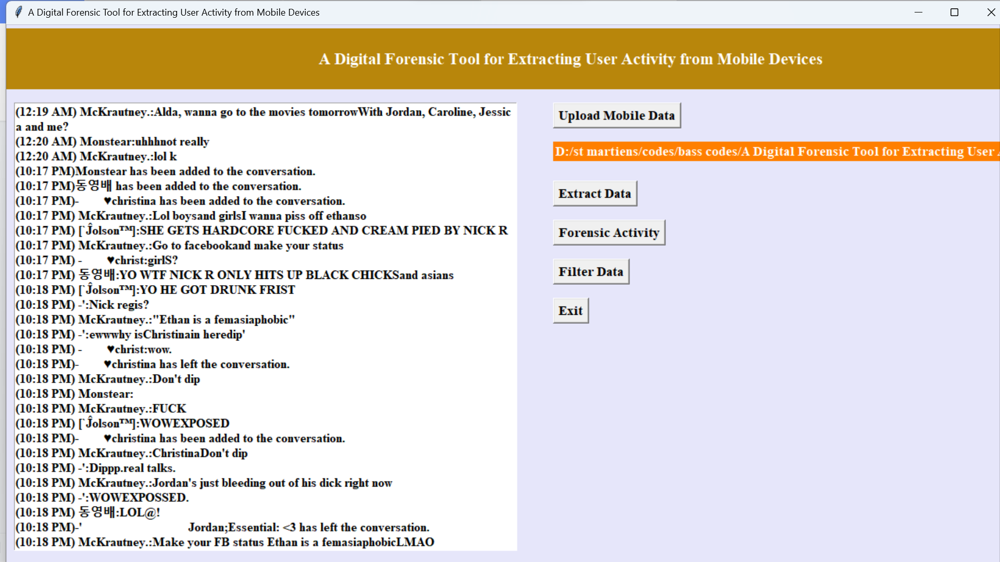 A Digital Forensic Tool for Extracting User Activity from Mobile Devices
A Digital Forensic Tool for Extracting User Activity from Mobile Devices
(12:19 AM) McKrautney.:Alda, wanna go to the movies tomorrowWith Jordan, Caroline, Jessic
a and me?
(12:20 AM) Monstear:uhhhnot really
(12:20 AM) McKrautney.:lol k
(10:17 PM)Monstear has been added to the conversation.
(10:17 PM)동영배 has been added to the conversation.
(10:17 PM)- ♥christina has been added to the conversation.
(10:17 PM) McKrautney.:Lol boysand girlsI wanna piss off ethanso
(10:17 PM) [`Ĵolson™]:SHE GETS HARDCORE FUCKED AND CREAM PIED BY NICK R
(10:17 PM) McKrautney.:Go to facebookand make your status
(10:17 PM) - ♥christ:girlS?
(10:17 PM) 동영배:YO WTF NICK R ONLY HITS UP BLACK CHICKSand asians
(10:18 PM) [`Ĵolson™]:YO HE GOT DRUNK FRIST
(10:18 PM) -':Nick regis?
(10:18 PM) McKrautney.:"Ethan is a femasiaphobic"
(10:18 PM) -':ewwwhy isChristinain heredip'
(10:18 PM) - ♥christ:wow.
(10:18 PM)- ♥christina has left the conversation.
(10:18 PM) McKrautney.:Don't dip
(10:18 PM) Monstear:
(10:18 PM) McKrautney.:FUCK
(10:18 PM) [`Ĵolson™]:WOWEXPOSED
(10:18 PM)- ♥christina has been added to the conversation.
(10:18 PM) McKrautney.:ChristinaDon't dip
(10:18 PM) -':Dippp.real talks.
(10:18 PM) McKrautney.:Jordan's just bleeding out of his dick right now
(10:18 PM) -':WOWEXPOSSED.
(10:18 PM) 동영배:LOL@!
(10:18 PM)-' Jordan;Essential: <3 has left the conversation.
(10:18 PM) McKrautney.:Make your FB status Ethan is a femasiaphobicLMAO
Upload Mobile Data
D:/st martiens/codes/bass codes/A Digital Forensic Tool for Extracting User
Extract Data
Forensic Activity
Filter Data
Exit